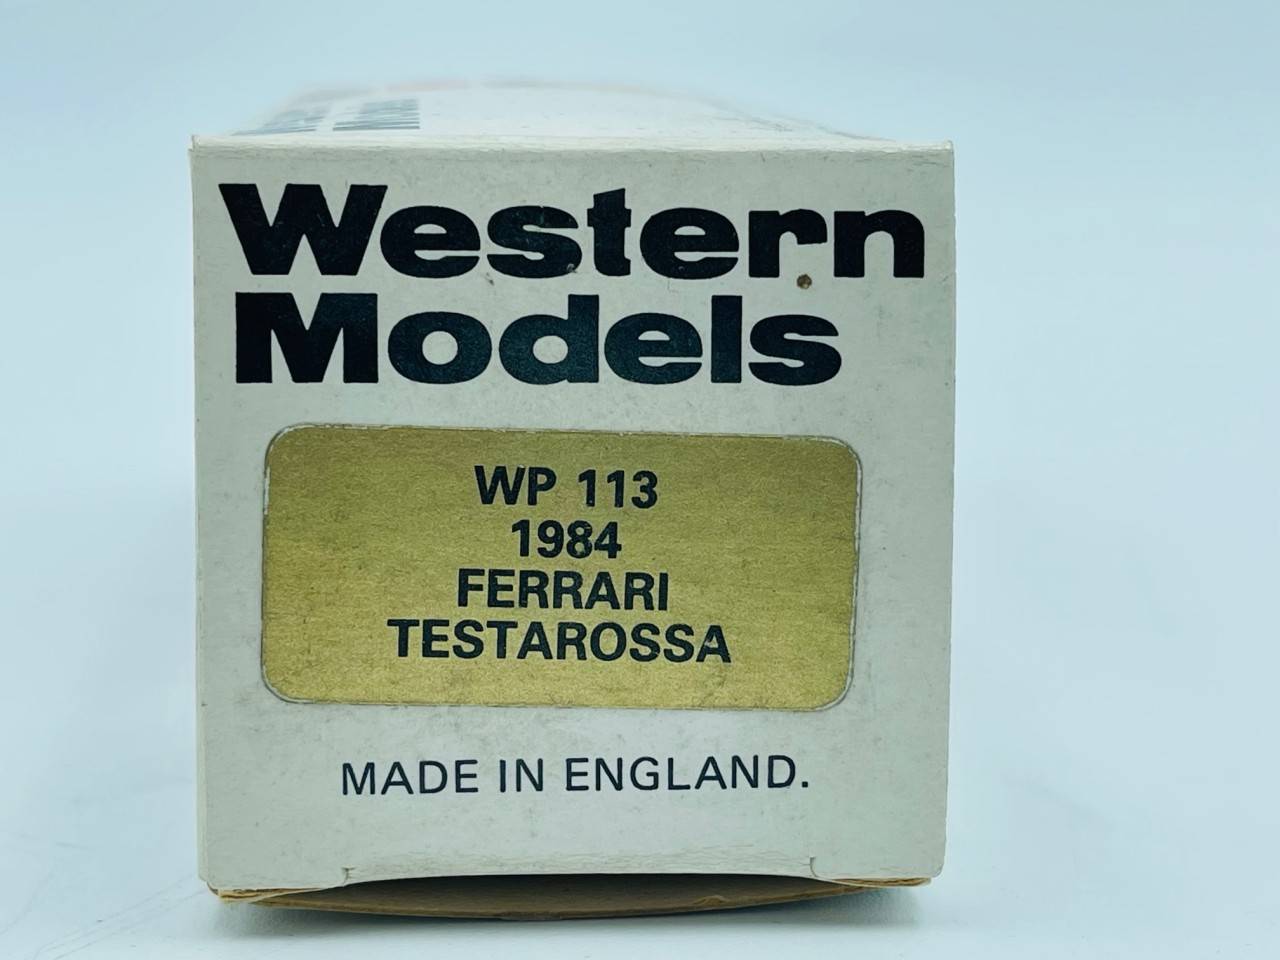 Western
Models
WP 113
1984
FERRARI
TESTAROSSA
MADE IN ENGLAND.